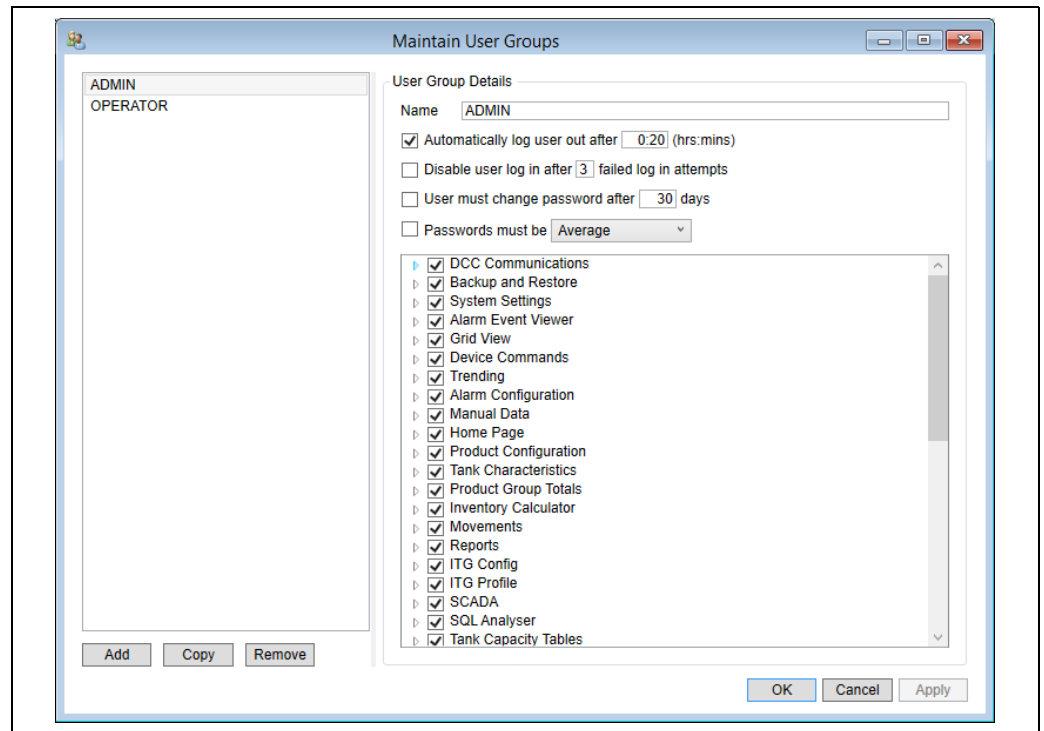 Maintain User Groups
ADMIN
OPERATOR
User Group Details
Name ADMIN
Automatically log user out after 0:20 (hrs:mins)
Disable user log in after 3 failed log in attempts
User must change password after 30 days
Passwords must be Average
DCC Communications
Backup and Restore
System Settings
Alarm Event Viewer
Grid View
Device Commands
Trending
Alarm Configuration
Manual Data
Home Page
Product Configuration
Tank Characteristics
Product Group Totals
Inventory Calculator
Movements
Reports
ITG Config
ITG Profile
SCADA
SQL Analyser
Tank Capacity Tables
Add Copy Remove
OK Cancel Apply